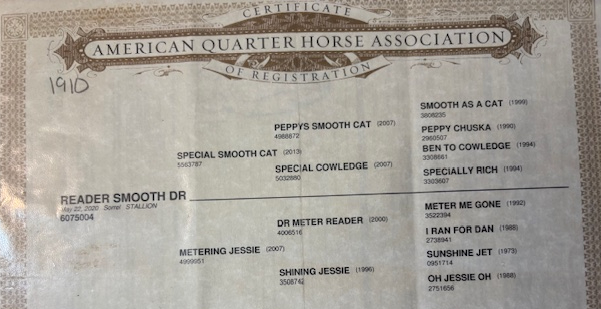 CERTIFICATE
AMERICAN QUARTER HORSE ASSOCIATION
OF REGISTRATION
1910
SMOOTH AS A CAT (1999)
3808235
PEPPYS SMOOTH CAT (2007)
4988872
PEPPY CHUSKA (1990)
2960507
SPECIAL SMOOTH CAT (2013)
5563787
BEN TO COWLEDGE (1994)
3308661
SPECIAL COWLEDGE (2007)
5032880
SPECIALLY RICH (1994)
3303607
READER SMOOTH DR
May 22, 2020 Sorrel STALLION
6075004
METER ME GONE (1992)
3522394
DR METER READER (2000)
4006516
I RAN FOR DAN (1988)
2738941
METERING JESSIE (2007)
4999951
SUNSHINE JET (1973)
0951714
SHINING JESSIE (1996)
3508742
OH JESSIE OH (1988)
2751656